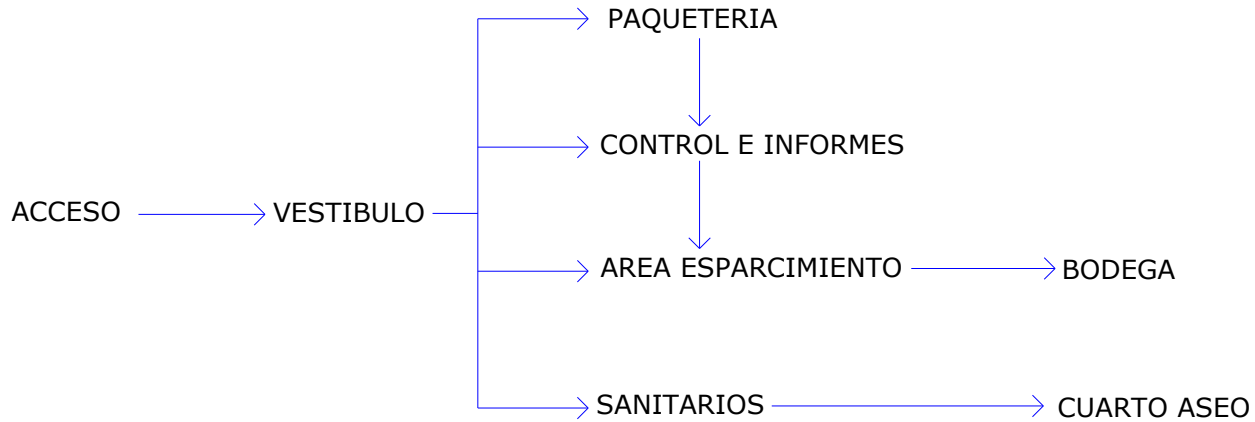 PAQUETERIA
CONTROL E INFORMES
ACCESO
VESTIBULO
AREA ESPARCIMIENTO
BODEGA
SANITARIOS
CUARTO ASEO